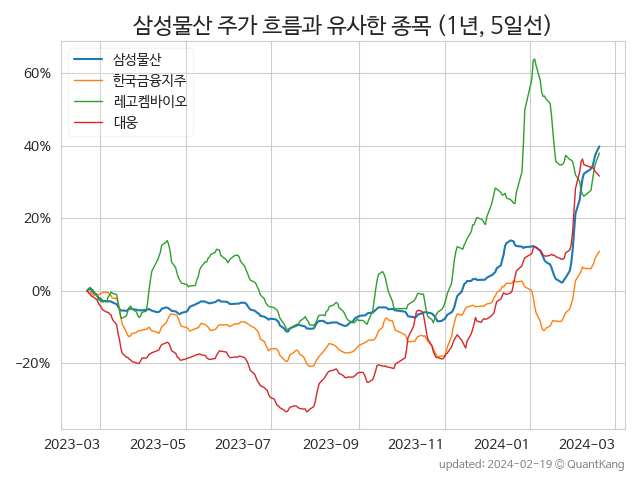 삼성물산 주가 흐름과 유사한 종목 (1년, 5일선)
삼성물산
한국금융지주
레고켐바이오
대웅
60%
40%
20%
0%
−20%
2023-03 2023-05 2023-07 2023-09 2023-11 2024-01 2024-03
updated: 2024-02-19 © QuantKang